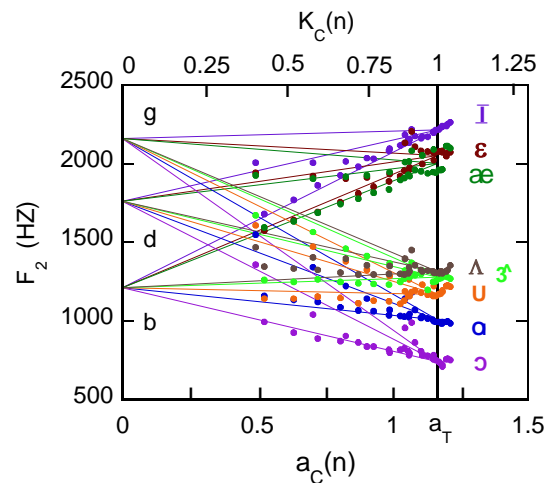 K_C(n)
0 0.25 0.5 0.75 1 1.25
2500
g
I
ɛ
2000
æ
F_2 (HZ)
1500
d
Λ
ɝ
U
1000
b
ɑ
ɔ
500
0 0.5 1 a_T 1.5
a_C(n)